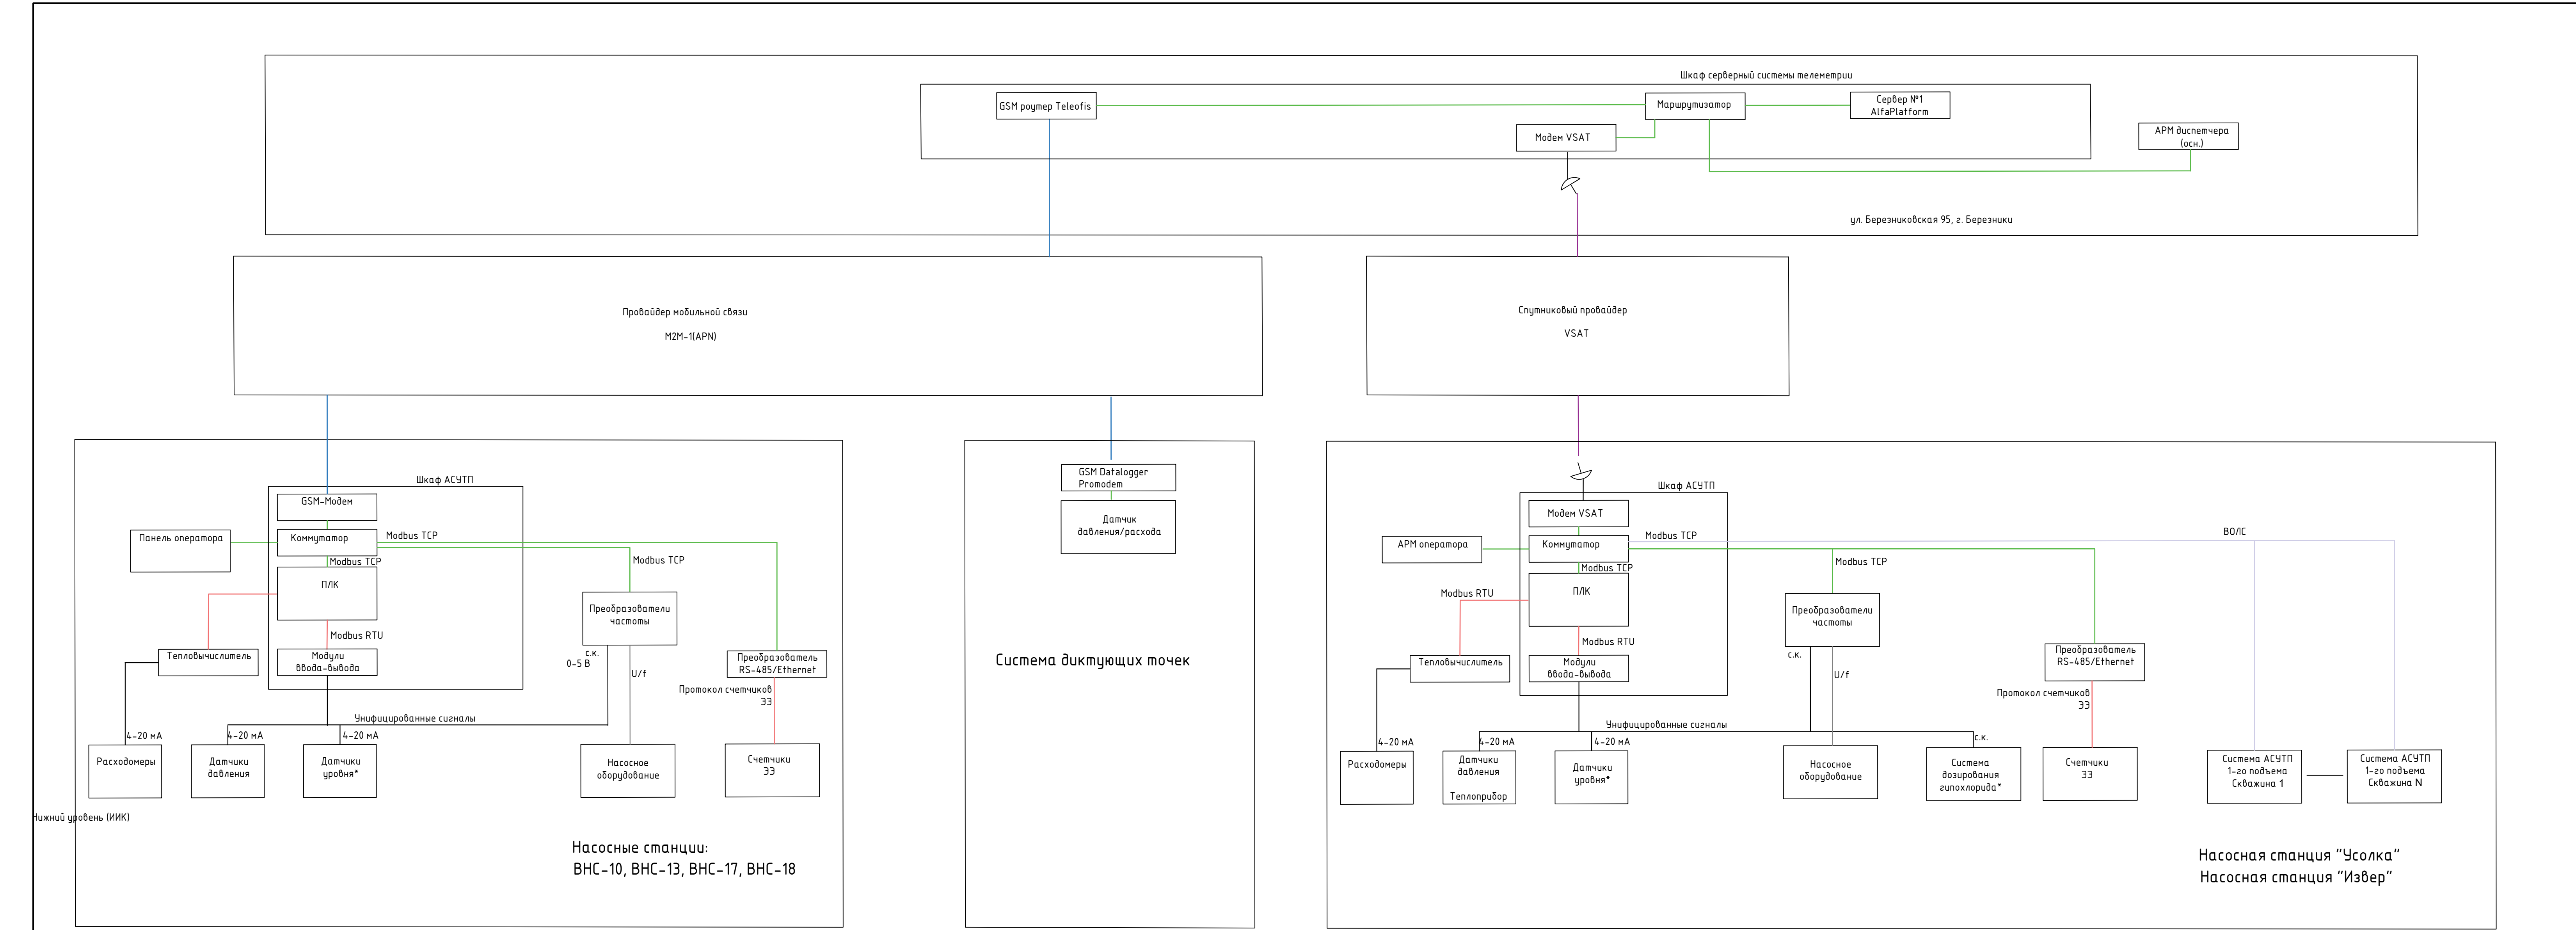 Шкаф серверный системы телеметрии
GSM роутер Teleofis
Маршрутизатор
Сервер №1
AlfaPlatform
Модем VSAT
АРМ диспетчера
(осн.)
ул. Березниковская 95, г. Березники
Провайдер мобильной связи
M2M-1(APN)
Спутниковый провайдер
VSAT
Шкаф АСУТП
GSM-Модем
Панель оператора
Коммутатор
Modbus TCP
Modbus TCP
Modbus TCP
ПЛК
Преобразователи
частоты
Modbus RTU
Тепловычислитель
Модули
ввода-вывода
с.к.
0-5 В
U/f
Преобразователь
RS-485/Ethernet
Протокол счетчиков
ЭЭ
Унифицированные сигналы
4-20 мА
4-20 мА
4-20 мА
Расходомеры
Датчики
давления
Датчики
уровня*
Насосное
оборудование
Счетчики
ЭЭ
Нижний уровень (ИИК)
Насосные станции:
ВНС-10, ВНС-13, ВНС-17, ВНС-18
GSM Datalogger
Promodem
Датчик
давления/расхода
Система диктующих точек
Шкаф АСУТП
Модем VSAT
АРМ оператора
Коммутатор
Modbus TCP
ВОЛС
Modbus TCP
Modbus TCP
ПЛК
Modbus RTU
Преобразователи
частоты
Modbus RTU
Тепловычислитель
Модули
ввода-вывода
с.к.
U/f
Преобразователь
RS-485/Ethernet
Протокол счетчиков
ЭЭ
Унифицированные сигналы
4-20 мА
4-20 мА
4-20 мА
с.к.
Расходомеры
Датчики
давления
Теплоприбор
Датчики
уровня*
Насосное
оборудование
Система
дозирования
гипохлорида*
Счетчики
ЭЭ
Система АСУТП
1-го подъема
Скважина 1
Система АСУТП
1-го подъема
Скважина N
Насосная станция "Усолка"
Насосная станция "Извер"